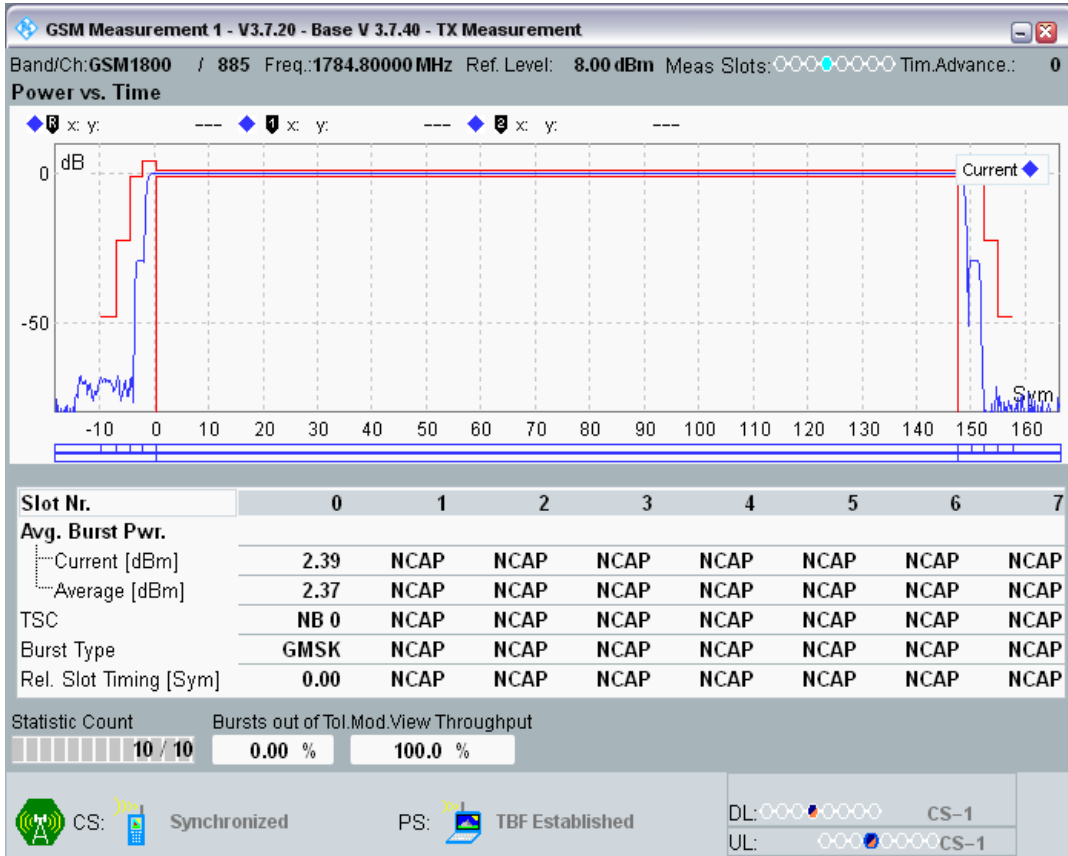 GSM Measurement 1 - V3.7.20 - Base V 3.7.40 - TX Measurement
Band/Ch:GSM1800 / 885 Freq.:1784.80000 MHz Ref. Level: 8.00 dBm Meas Slots: Tim.Advance.: 0
Power vs. Time
R x: y: --- 1 x: y: --- 2 x: y: ---
dB
Current
0
-50
Sym
-10 0 10 20 30 40 50 60 70 80 90 100 110 120 130 140 150 160
Slot Nr. 0 1 2 3 4 5 6 7
Avg. Burst Pwr.
Current [dBm] 2.39 NCAP NCAP NCAP NCAP NCAP NCAP NCAP
Average [dBm] 2.37 NCAP NCAP NCAP NCAP NCAP NCAP NCAP
TSC NB 0 NCAP NCAP NCAP NCAP NCAP NCAP NCAP
Burst Type GMSK NCAP NCAP NCAP NCAP NCAP NCAP NCAP
Rel. Slot Timing [Sym] 0.00 NCAP NCAP NCAP NCAP NCAP NCAP NCAP
Statistic Count Bursts out of Tol. Mod.View Throughput
10 / 10 0.00 % 100.0 %
CS: Synchronized PS: TBF Established
DL: CS-1
UL: CS-1